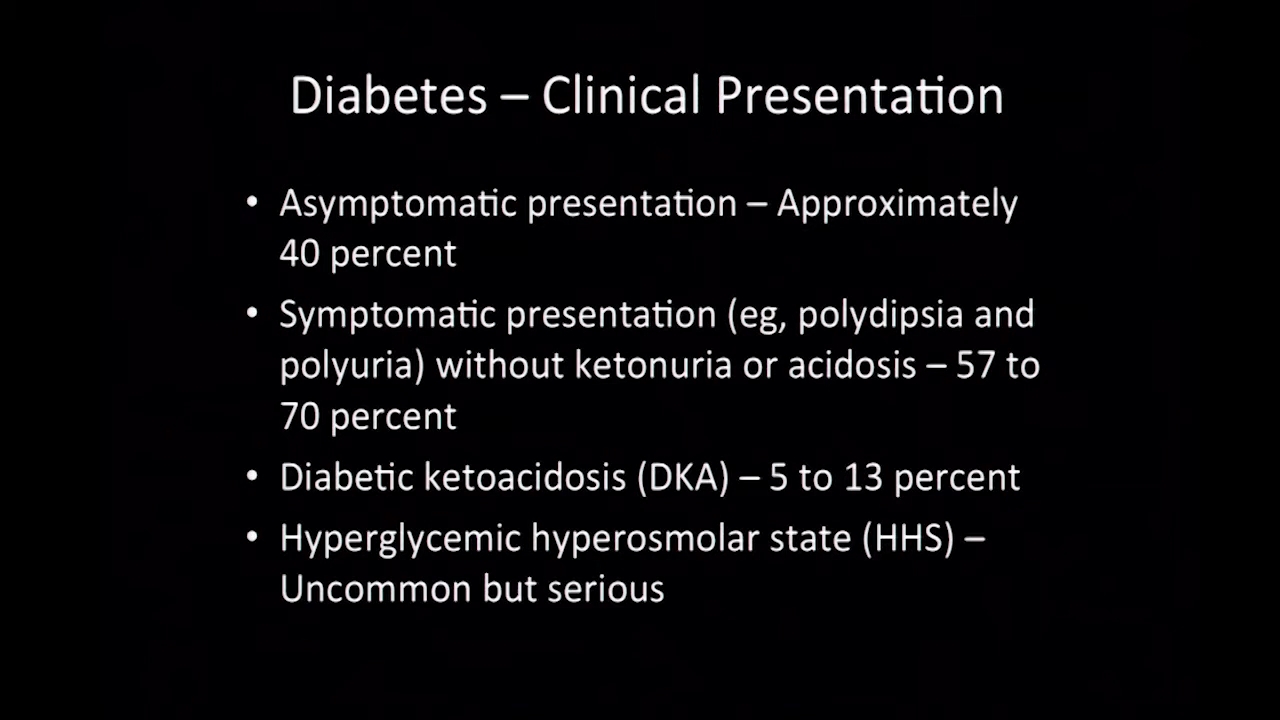 Diabetes – Clinical Presentation
• Asymptomatic presentation – Approximately
40 percent
• Symptomatic presentation (eg, polydipsia and
polyuria) without ketonuria or acidosis – 57 to
70 percent
• Diabetic ketoacidosis (DKA) – 5 to 13 percent
• Hyperglycemic hyperosmolar state (HHS) –
Uncommon but serious